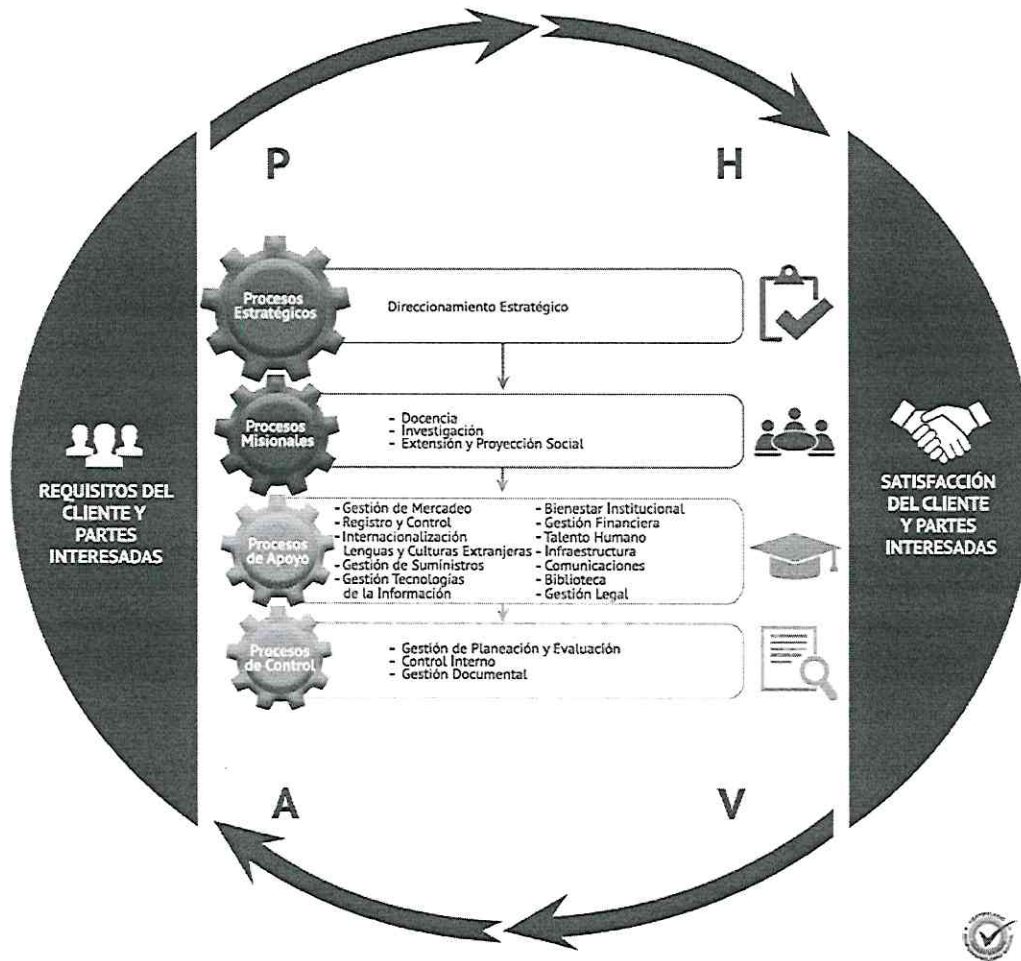 P
H
Procesos
Estratégicos
Direccionamiento Estratégico
Procesos
Misionales
- Docencia
- Investigación
- Extensión y Proyección Social
REQUISITOS DEL
CLIENTE Y
PARTES
INTERESADAS
SATISFACCIÓN
DEL CLIENTE
Y PARTES
INTERESADAS
Procesos
de Apoyo
- Gestión de Mercadeo
- Registro y Control
- Internacionalización
Lenguas y Culturas Extranjeras
- Gestión de Suministros
- Gestión Tecnologías
de la Información
- Bienestar Institucional
- Gestión Financiera
- Talento Humano
- Infraestructura
- Comunicaciones
- Biblioteca
- Gestión Legal
Procesos
de Control
- Gestión de Planeación y Evaluación
- Control Interno
- Gestión Documental
A
V